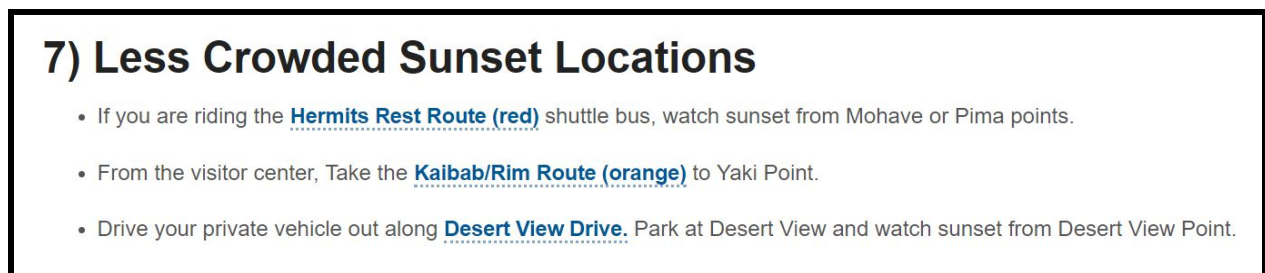 7) Less Crowded Sunset Locations
• If you are riding the Hermits Rest Route (red) shuttle bus, watch sunset from Mohave or Pima points.
• From the visitor center, Take the Kaibab/Rim Route (orange) to Yaki Point.
• Drive your private vehicle out along Desert View Drive. Park at Desert View and watch sunset from Desert View Point.